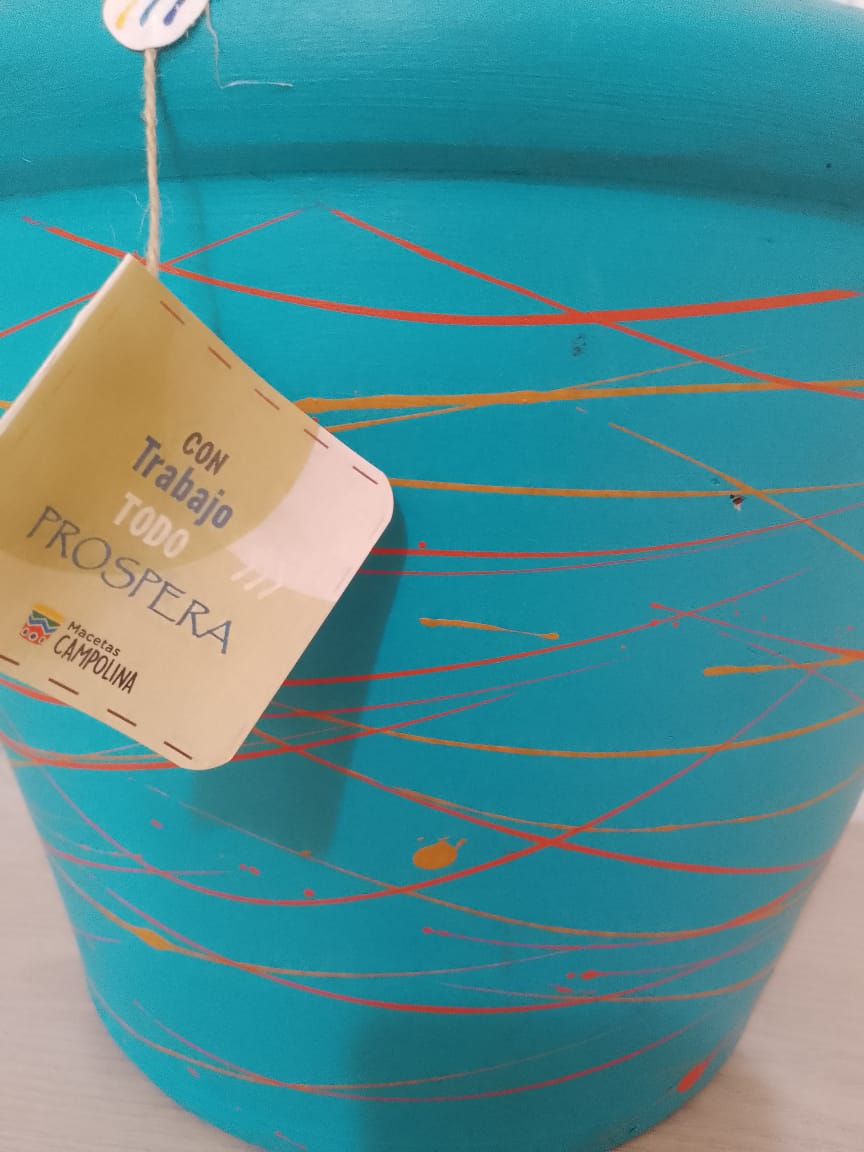 CON
Trabajo
TODO
PROSPERA
Macetas
CAMPOLINA